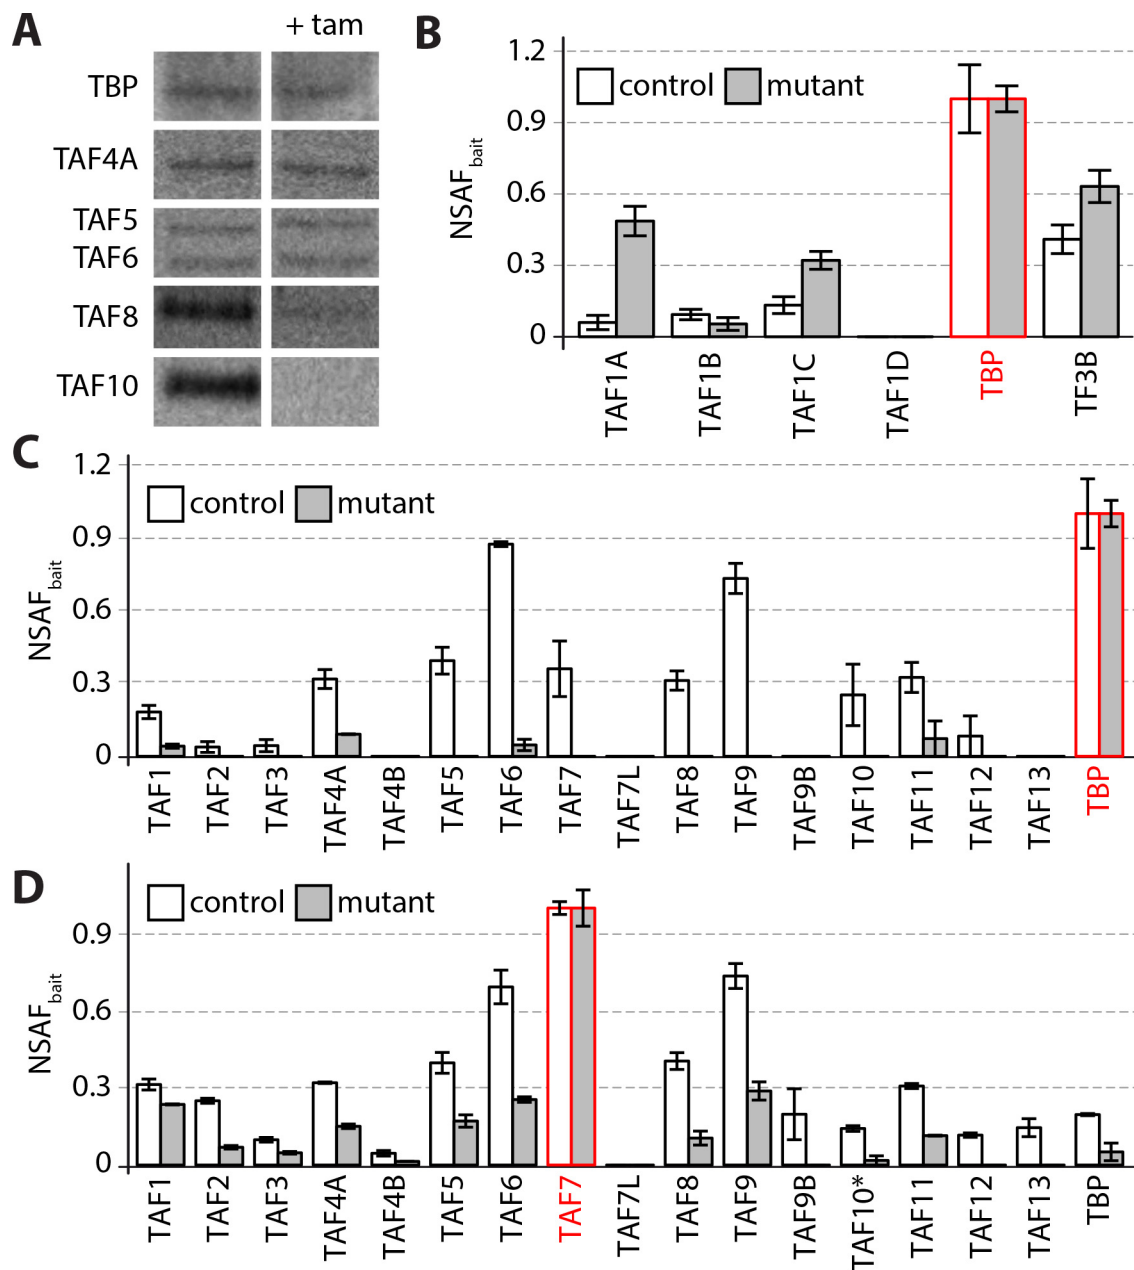 A
+ tam
TBP
TAF4A
TAF5
TAF6
TAF8
TAF10
B
1.2
0.9
0.6
0.3
0
NSAFbait
control mutant
TAF1A TAF1B TAF1C TAF1D TBP TF3B
C
1.2
0.9
0.6
0.3
0
NSAFbait
control mutant
TAF1 TAF2 TAF3 TAF4A TAF4B TAF5 TAF6 TAF7 TAF7L TAF8 TAF9 TAF9B TAF10 TAF11 TAF12 TAF13 TBP
D
0.9
0.6
0.3
0
NSAFbait
control mutant
TAF1 TAF2 TAF3 TAF4A TAF4B TAF5 TAF6 TAF7 TAF7L TAF8 TAF9 TAF9B TAF10* TAF11 TAF12 TAF13 TBP